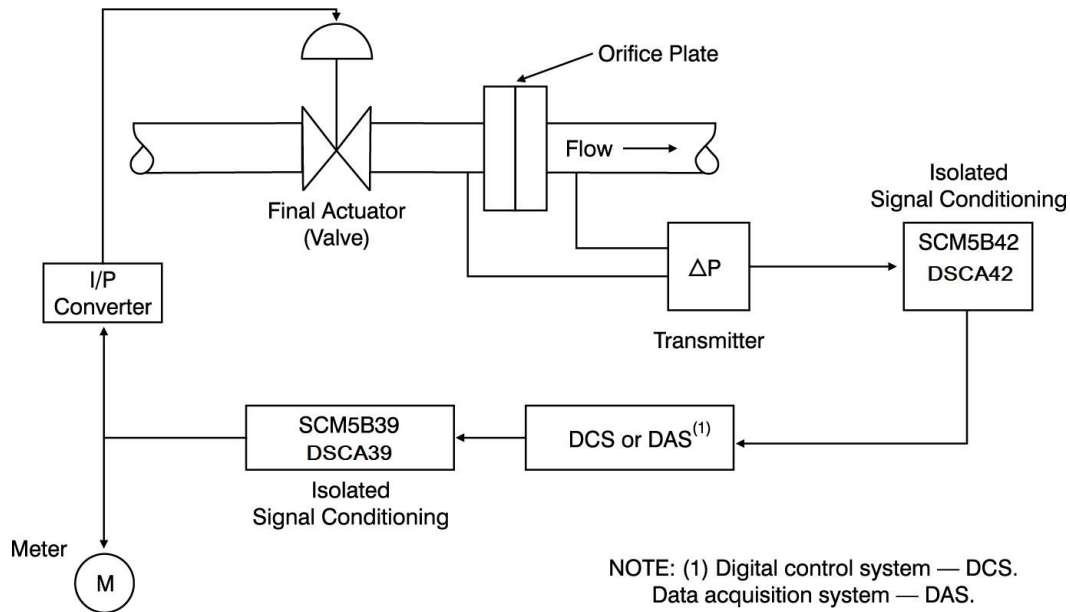 Orifice Plate
Flow
Final Actuator
(Valve)
Isolated
Signal Conditioning
SCM5B42
DSCA42
ΔP
Transmitter
I/P
Converter
SCM5B39
DSCA39
Isolated
Signal Conditioning
DCS or DAS(1)
Meter
M
NOTE: (1) Digital control system — DCS.
Data acquisition system — DAS.